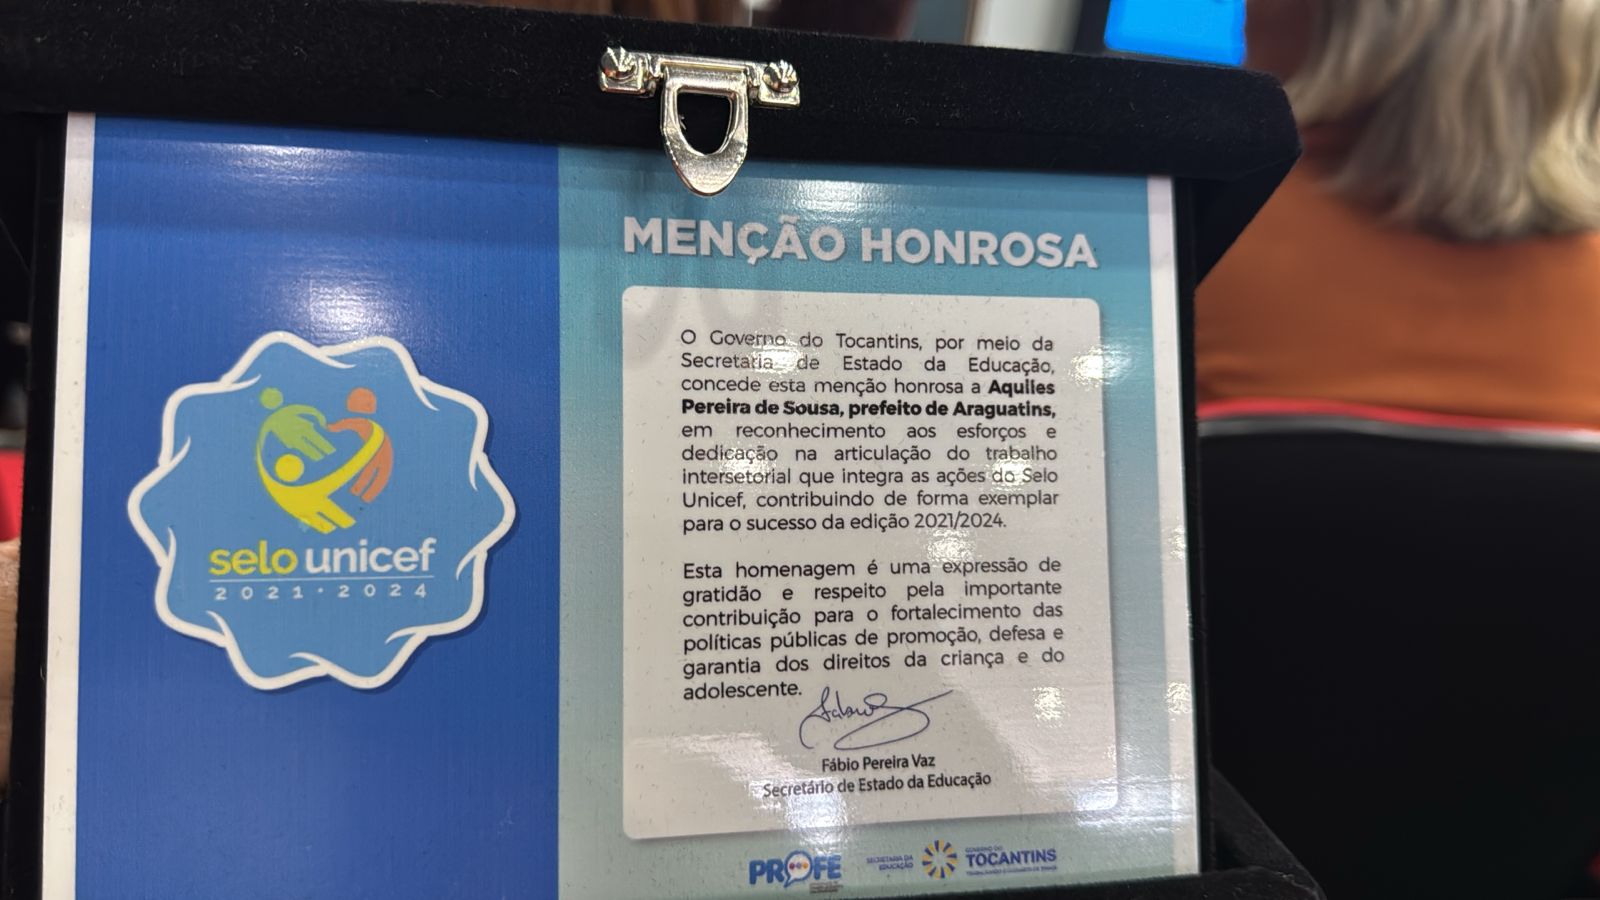 MENÇÃO HONROSA
O Governo do Tocantins, por meio da
Secretaria de Estado da Educação,
concede esta menção honrosa a Aquiles
Pereira de Sousa, prefeito de Araguatins,
em reconhecimento aos esforços e
dedicação na articulação do trabalho
intersetorial que integra as ações do Selo
Unicef, contribuindo de forma exemplar
para o sucesso da edição 2021/2024.
Esta homenagem é uma expressão de
gratidão e respeito pela importante
contribuição para o fortalecimento das
políticas públicas de promoção, defesa e
garantia dos direitos da criança e do
adolescente.
Fábio Pereira Vaz
Secretário de Estado da Educação
selo unicef
2021·2024
PROFE
SECRETARIA DA
EDUCAÇÃO
GOVERNO DO
TOCANTINS